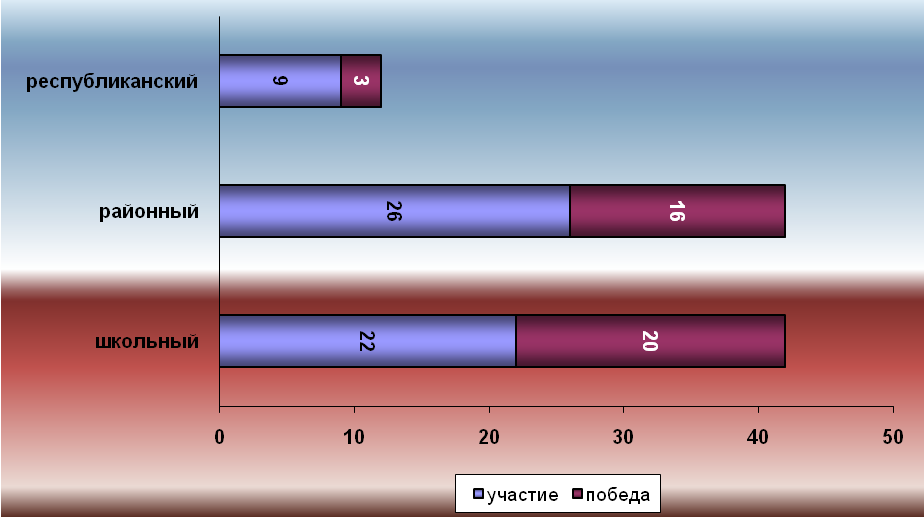 республиканский
9 3
районный
26 16
школьный
22 20
0 10 20 30 40 50
участие победа